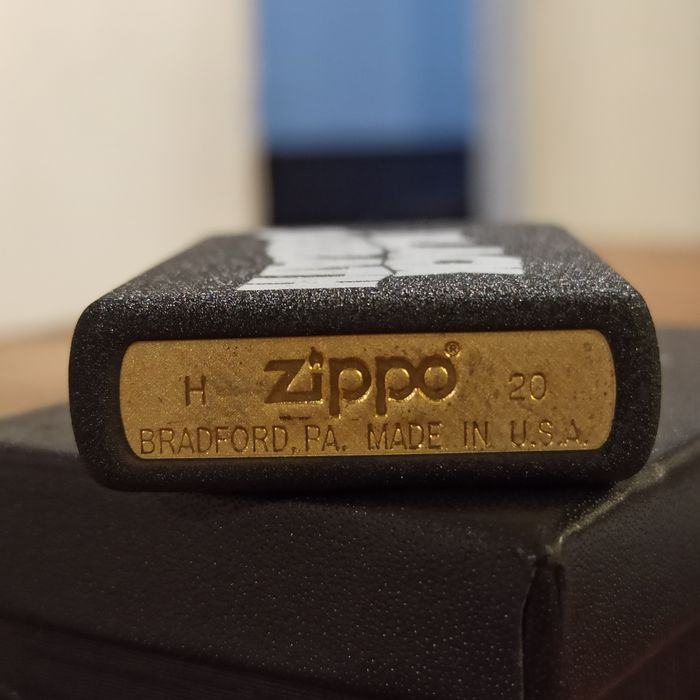 H zippo® 20
BRADFORD, PA. MADE IN U.S.A.